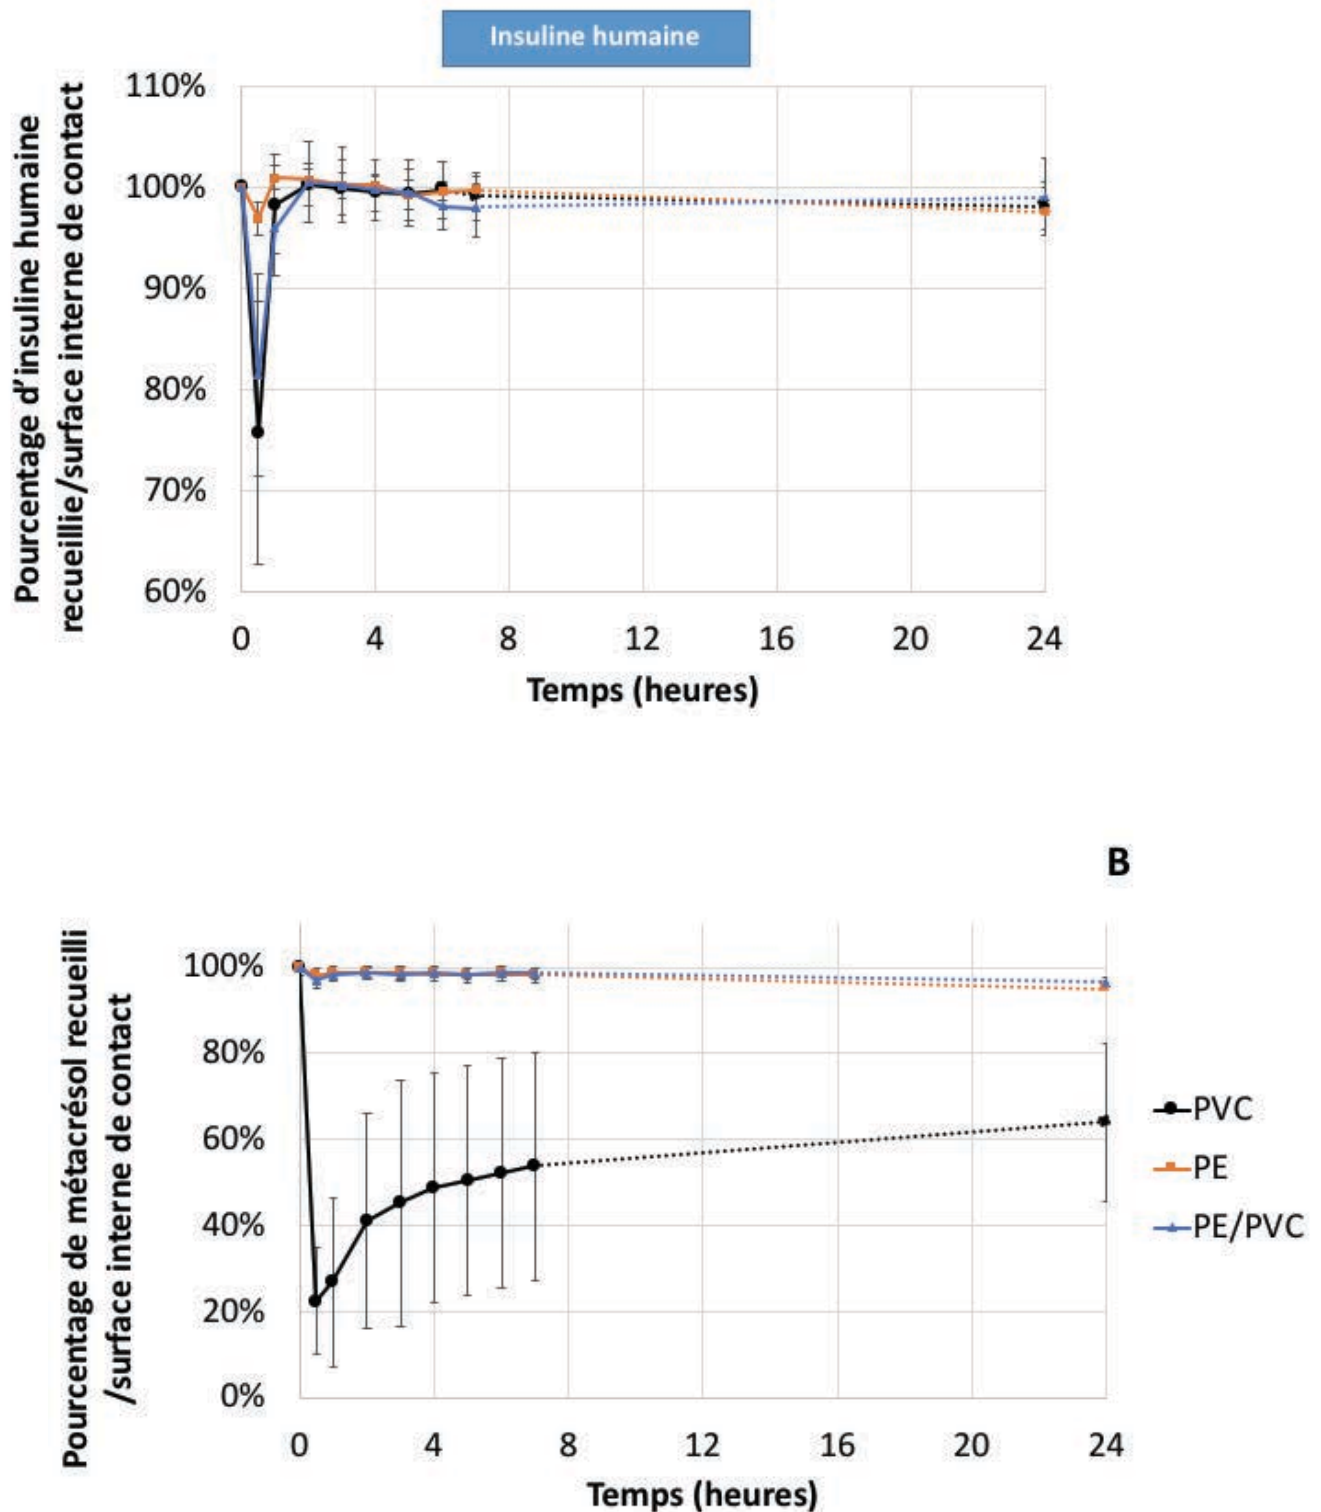 Insuline humaine
Pourcentage d'insuline humaine
recueillie/surface interne de contact
110%
100%
90%
80%
70%
60%
0 4 8 12 16 20 24
Temps (heures)
B
Pourcentage de métacrésol recueilli
/surface interne de contact
100%
80%
60%
40%
20%
0%
0 4 8 12 16 20 24
Temps (heures)
PVC
PE
PE/PVC